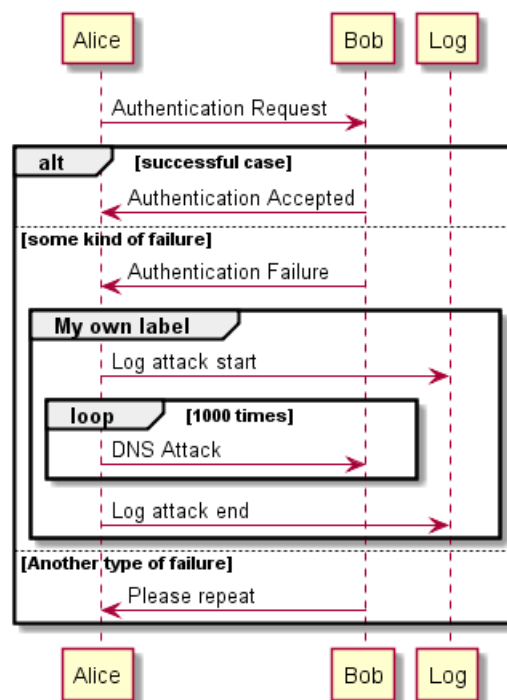 Alice Bob Log
Authentication Request
alt [successful case]
Authentication Accepted
[some kind of failure]
Authentication Failure
My own label
Log attack start
loop [1000 times]
DNS Attack
Log attack end
[Another type of failure]
Please repeat
Alice Bob Log